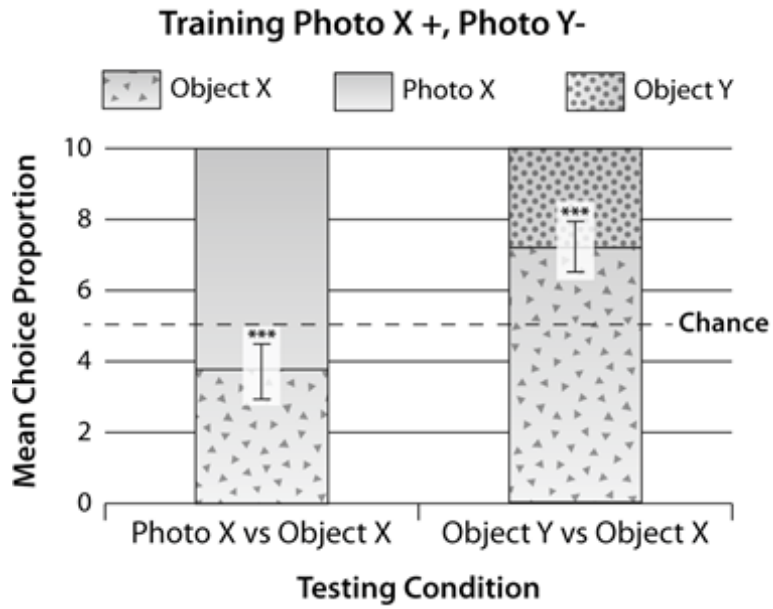 Training Photo X +, Photo Y-
Object X
Photo X
Object Y
Mean Choice Proportion
10
8
6
4
2
0
***
***
Chance
Photo X vs Object X
Object Y vs Object X
Testing Condition